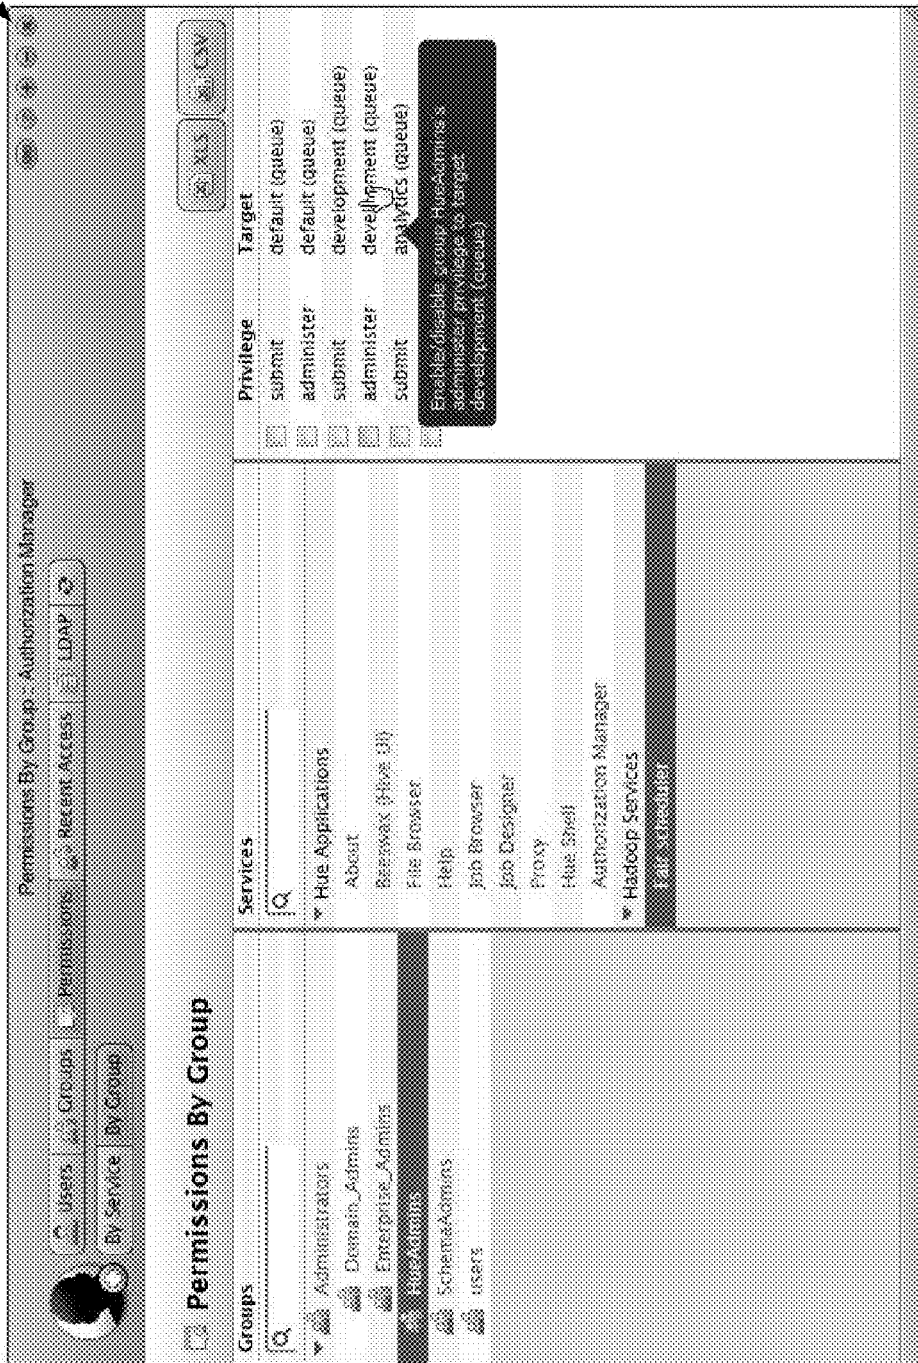 Permissions By Group :: Authorization Manager
Users
Groups
Permissions
Recent Access
LDAP
By Service
By Group
Permissions By Group
XLS
CSV
Groups
Administrators
Domain_Admins
Enterprise_Admins
HueAdmins
SchemaAdmins
users
Services
Hue Applications
About
Beeswax (Hive UI)
File Browser
Help
Job Browser
Job Designer
Proxy
Hue Shell
Authorization Manager
Hadoop Services
Fair Scheduler
Privilege Target
submit default (queue)
administer default (queue)
submit development (queue)
administer development (queue)
submit analytics (queue)
Enable/disable group HueAdmins's
administer privilege to target
development (queue)